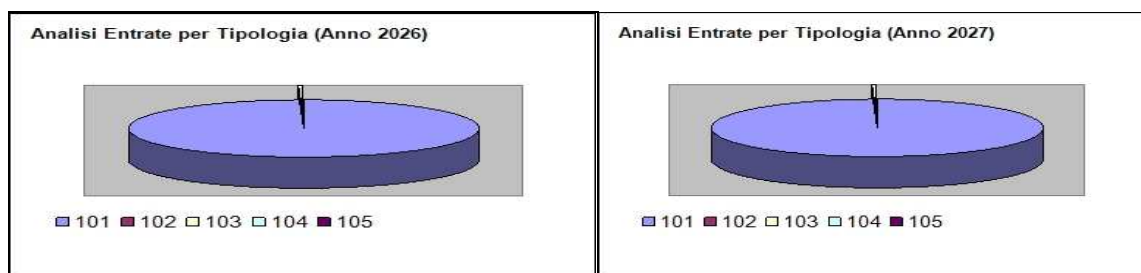 Analisi Entrate per Tipologia (Anno 2026)
101 102 103 104 105
Analisi Entrate per Tipologia (Anno 2027)
101 102 103 104 105